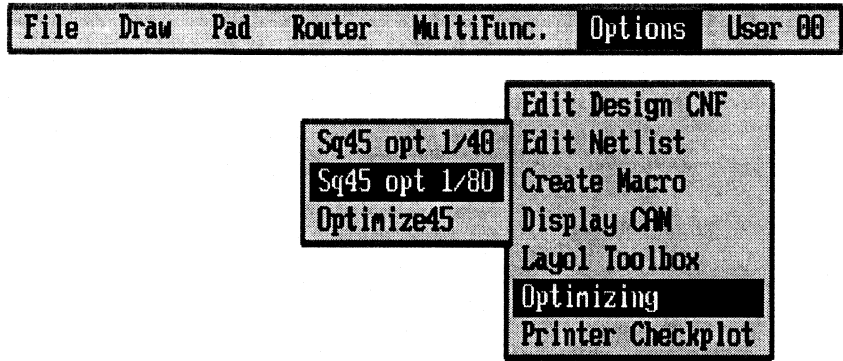 File Draw Pad Router MultiFunc. Options User 00
Edit Design CNF
Sq45 opt 1/40 Edit Netlist
Sq45 opt 1/80 Create Macro
Optimize45 Display CAM
Layol Toolbox
Optimizing
Printer Checkplot